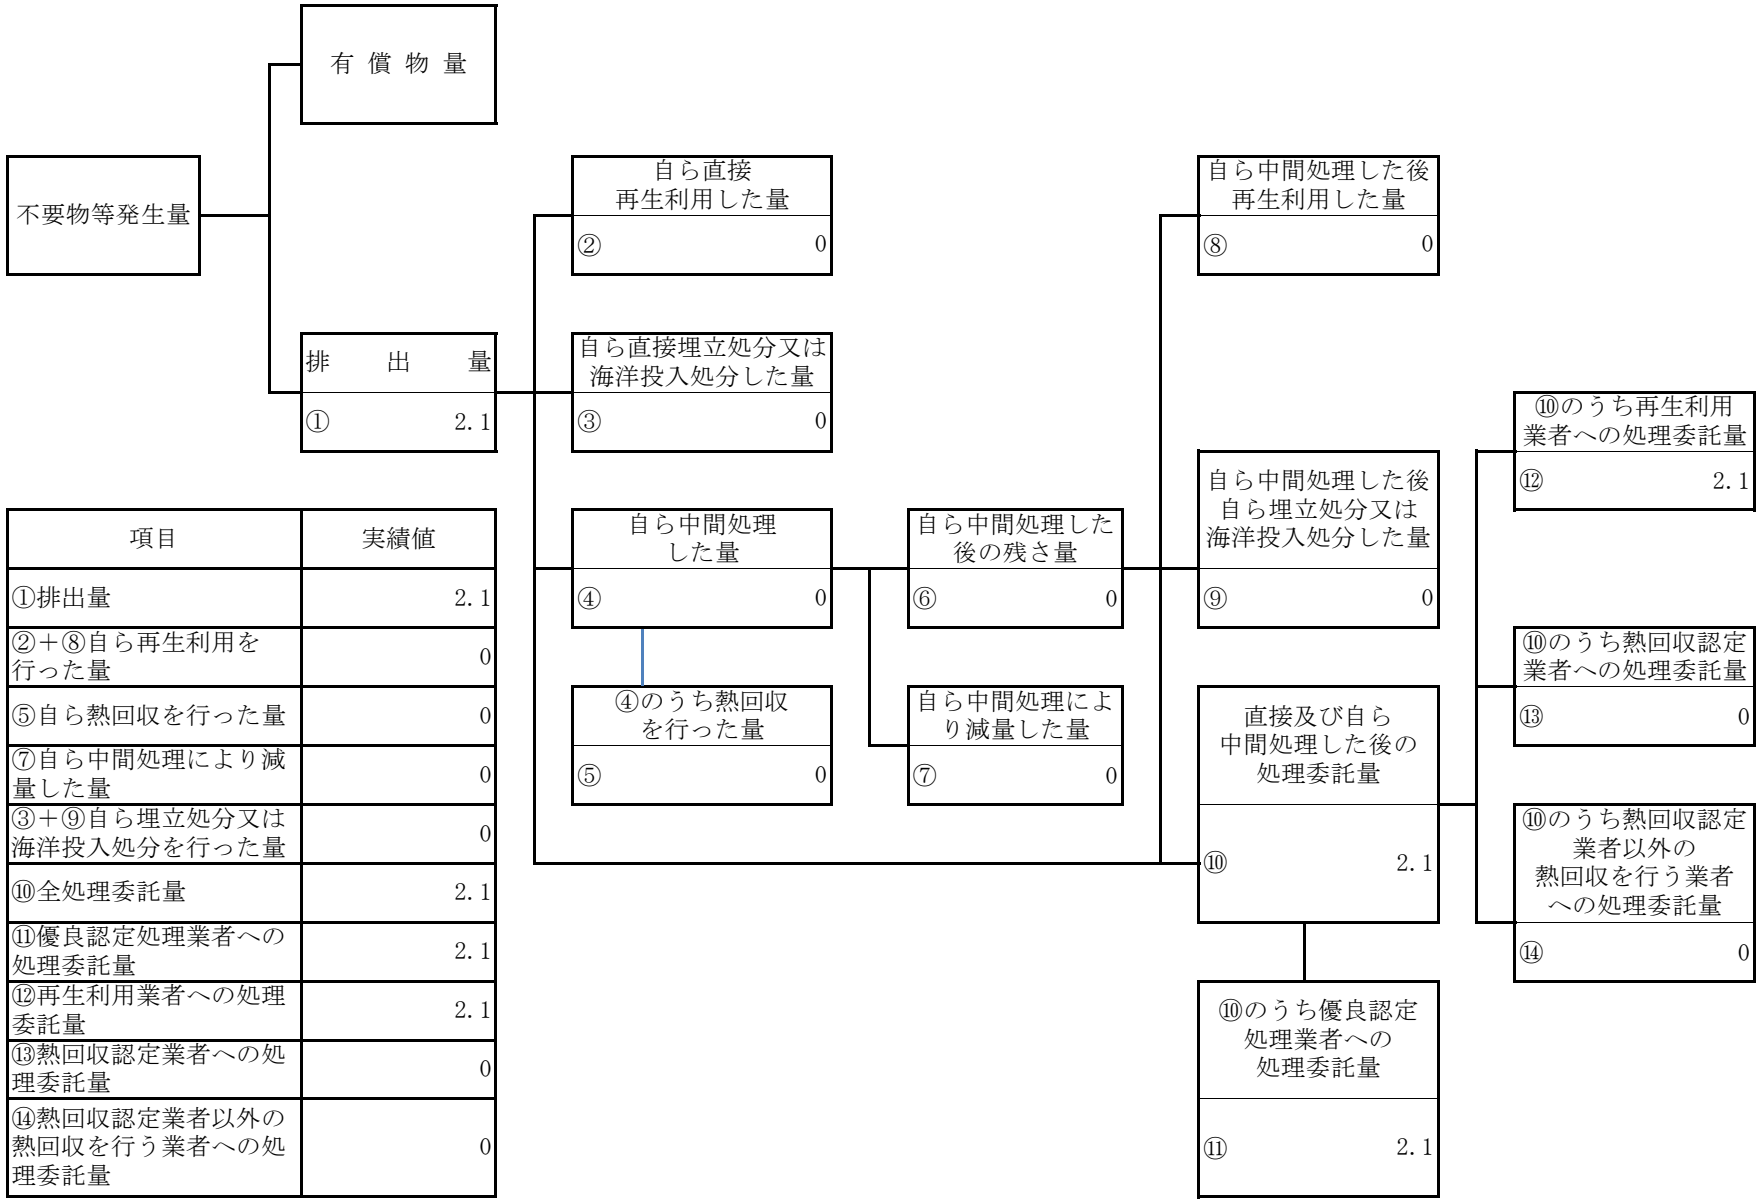 有償物量
不要物等発生量
排出量
① 2.1
自ら直接
再生利用した量
② 0
自ら直接埋立処分又は
海洋投入処分した量
③ 0
自ら中間処理
した量
④ 0
④のうち熱回収
を行った量
⑤ 0
自ら中間処理した
後の残さ量
⑥ 0
自ら中間処理によ
り減量した量
⑦ 0
自ら中間処理した後
再生利用した量
⑧ 0
自ら中間処理した後
自ら埋立処分又は
海洋投入処分した量
⑨ 0
直接及び自ら
中間処理した後の
処理委託量
⑩ 2.1
⑩のうち優良認定
処理業者への
処理委託量
⑪ 2.1
⑩のうち再生利用
業者への処理委託量
⑫ 2.1
⑩のうち熱回収認定
業者への処理委託量
⑬ 0
⑩のうち熱回収認定
業者以外の
熱回収を行う業者
への処理委託量
⑭ 0
項目 実績値
①排出量 2.1
②＋⑧自ら再生利用を
行った量 0
⑤自ら熱回収を行った量 0
⑦自ら中間処理により減
量した量 0
③＋⑨自ら埋立処分又は
海洋投入処分を行った量 0
⑩全処理委託量 2.1
⑪優良認定処理業者への
処理委託量 2.1
⑫再生利用業者への処理
委託量 2.1
⑬熱回収認定業者への処
理委託量 0
⑭熱回収認定業者以外の
熱回収を行う業者への処
理委託量 0